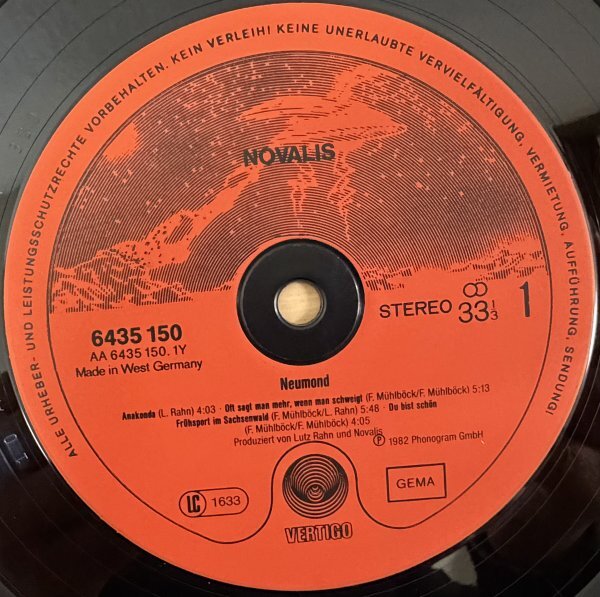 ALLE URHEBER- UND LEISTUNGSSCHUTZRECHTE VORBEHALTEN. KEIN VERLEIH! KEINE UNERLAUBTE VERVIELFÄLTIGUNG, VERMIETUNG, AUFFÜHRUNG, SENDUNG!
NOVALIS
STEREO 33 1/3 1
6435 150
AA 6435 150.1Y
Made in West Germany
Neumond
Anakonda (L. Rahn) 4:03 · Oft sagt man mehr, wenn man schweigt (F. Mühlböck/F. Mühlböck) 5:13
Frühsport im Sachsenwald (F. Mühlböck/L. Rahn) 5:48 · Du bist schön
(F. Mühlböck/F. Mühlböck) 4:05
Produziert von Lutz Rahn und Novalis ℗ 1982 Phonogram GmbH
LC 1633
GEMA
VERTIGO